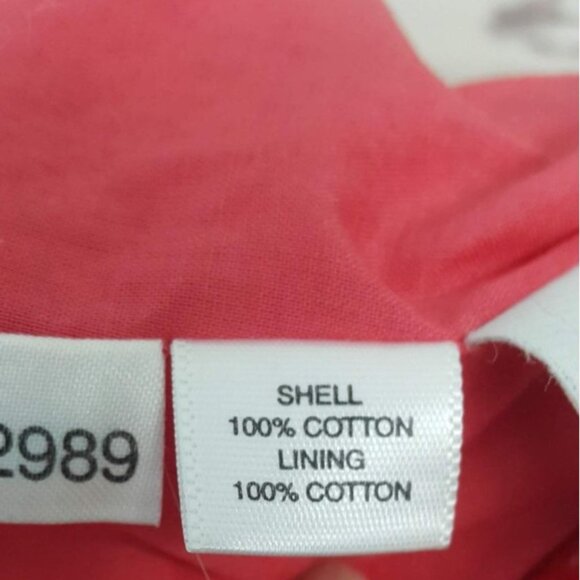 2989
SHELL
100% COTTON
LINING
100% COTTON